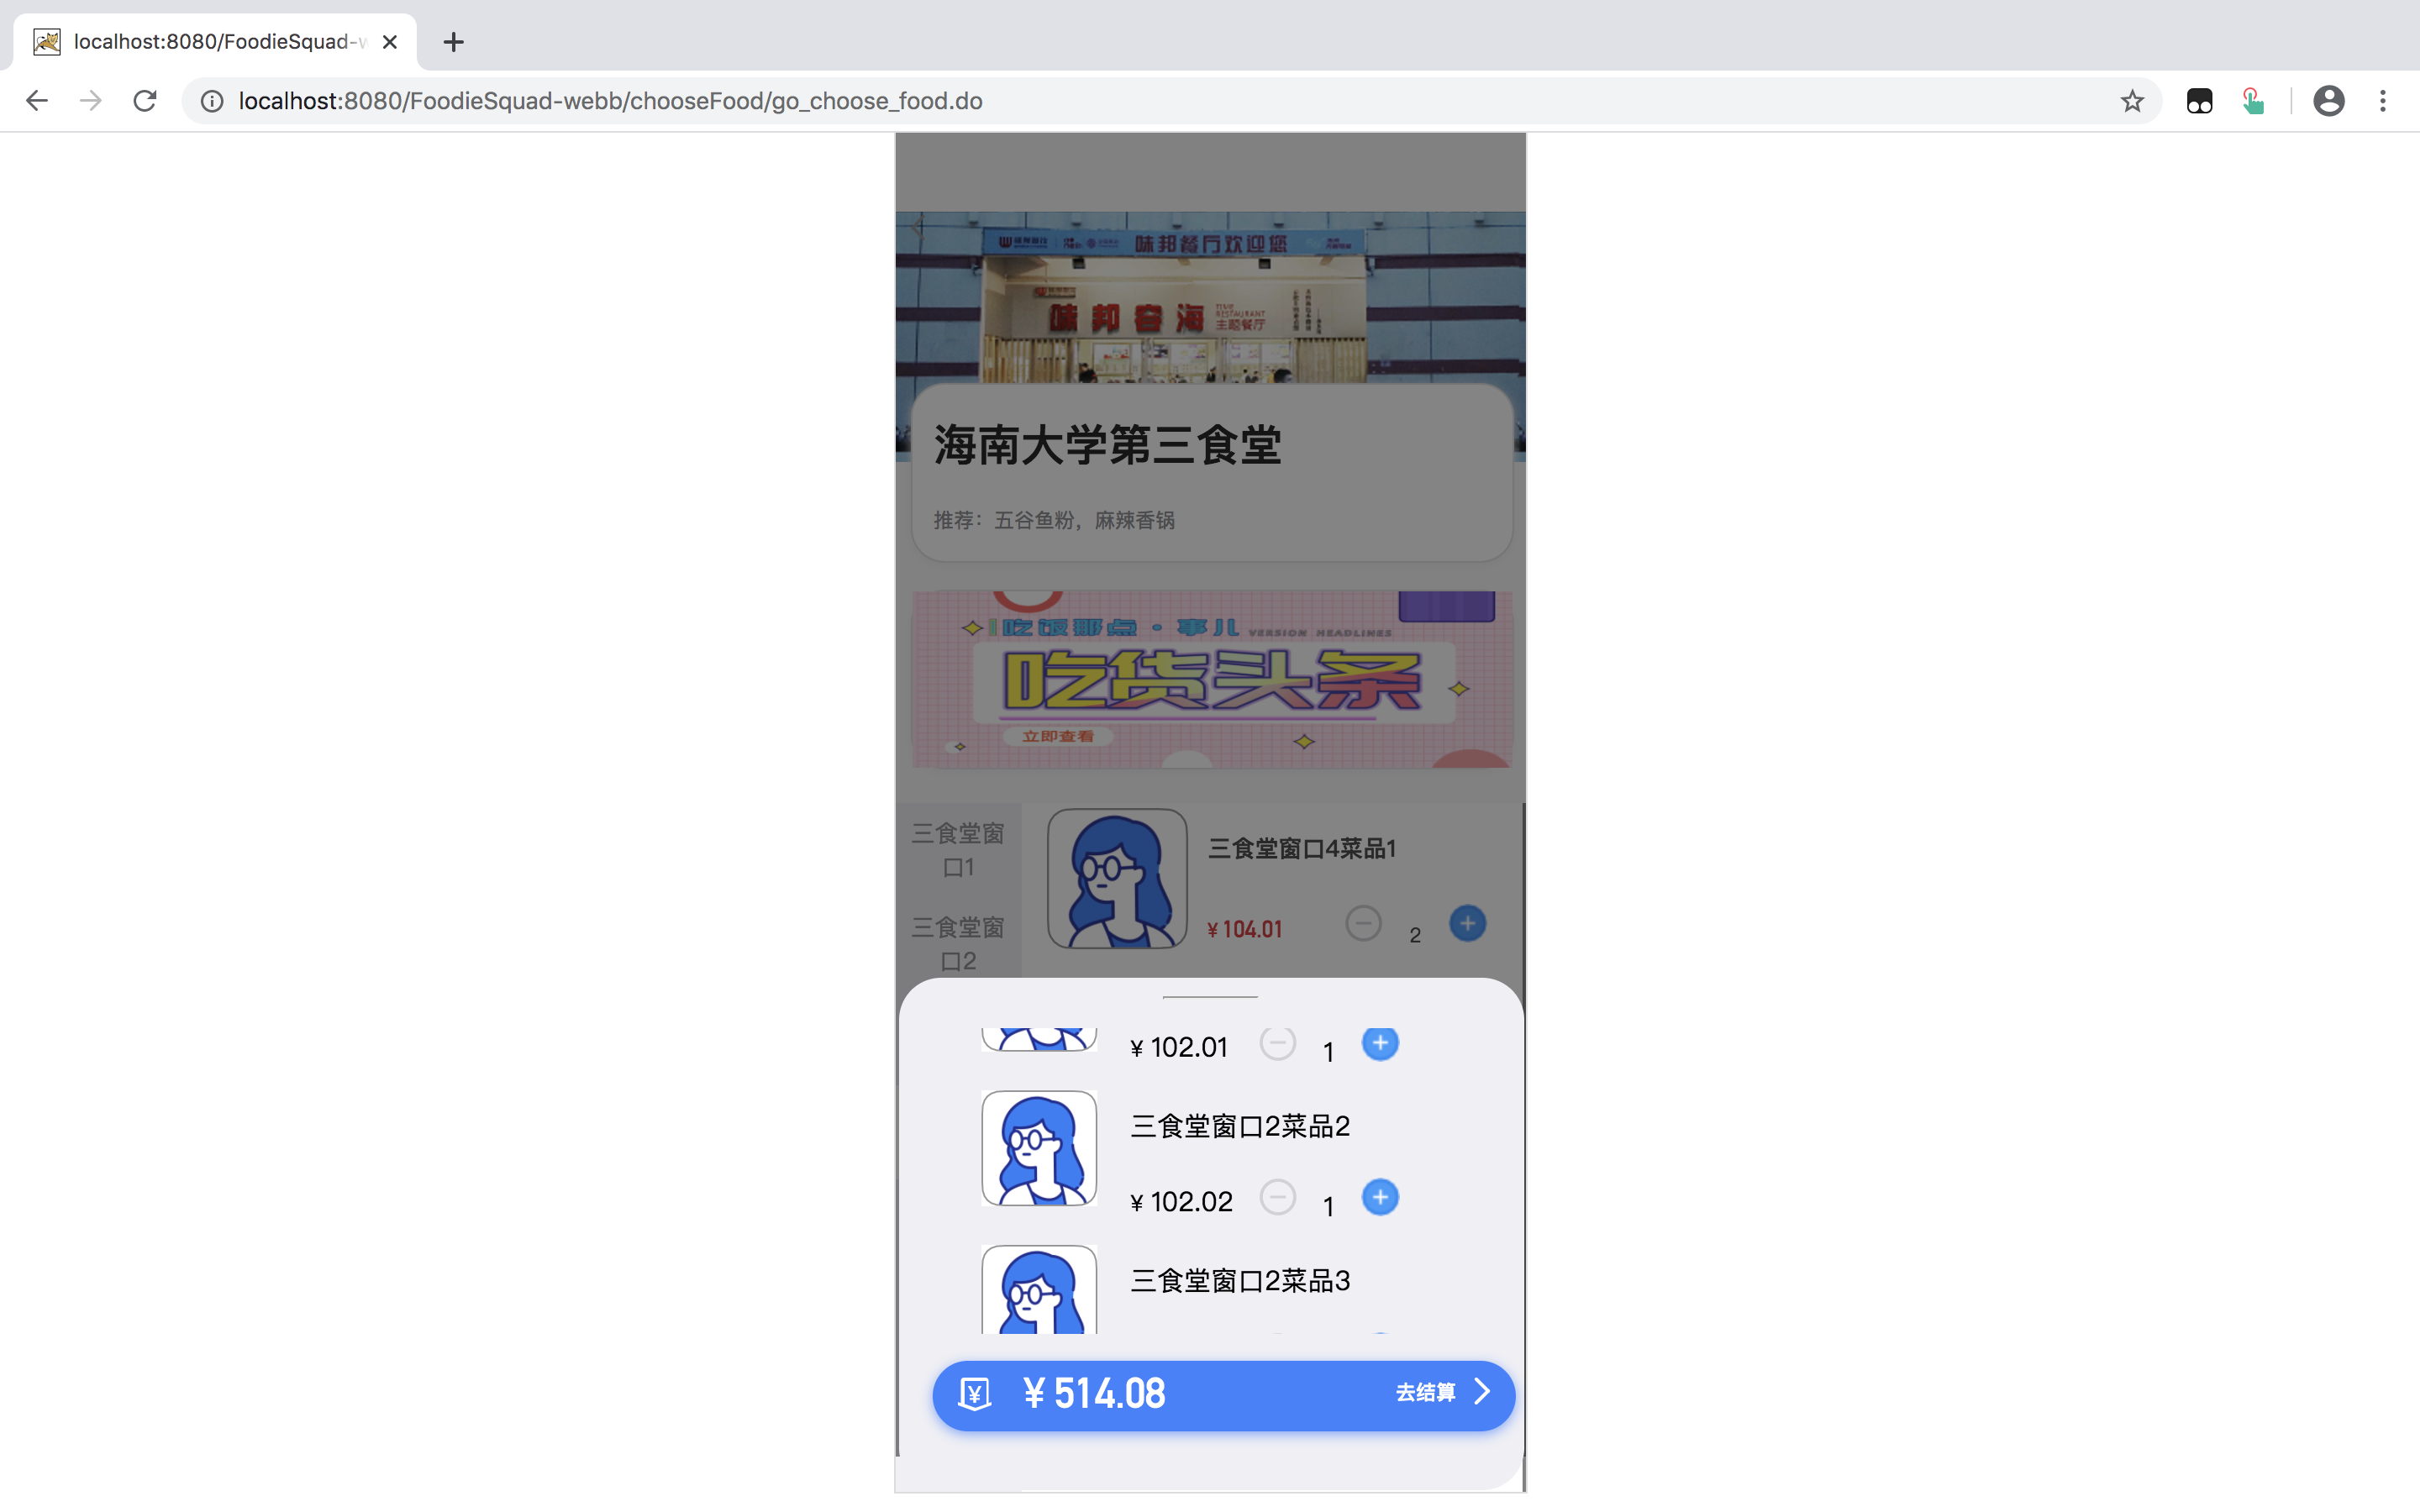 localhost:8080/FoodieSquad-w
localhost:8080/FoodieSquad-webb/chooseFood/go_choose_food.do
味邦餐厅欢迎您
味邦容海
TIME RESTAURANT
主题餐厅
海南大学第三食堂
推荐：五谷鱼粉，麻辣香锅
吃饭那点·事儿 VERSION HEADLINES
吃货头条
立即查看
三食堂窗
口1
三食堂窗
口2
三食堂窗口4菜品1
¥ 104.01
2
¥ 102.01
1
三食堂窗口2菜品2
¥ 102.02
1
三食堂窗口2菜品3
¥ 514.08
去结算